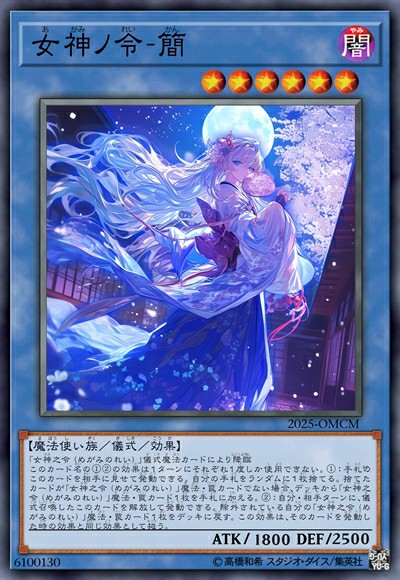 女神ノ令-簡
闇
2025-OMCM
【魔法使い族／儀式／効果】
「女神之令（めがみのれい）」儀式魔法カードにより降臨
このカード名の①②の効果は1ターンにそれぞれ1度しか使用できない。①：手札の
このカードを相手に見せて発動できる。自分の手札をランダムに1枚捨てる。捨てた
カードが「女神之令（めがみのれい）」魔法・罠カードでない場合、デッキから「女神之
令（めがみのれい）」魔法・罠カード1枚を手札に加える。②：自分・相手ターンに、儀
式召喚したこのカードを解放して発動できる。除外されている自分の「女神之令（めが
みのれい）」魔法・罠カード1枚をデッキに戻す。この効果は、そのカードを発動し
た時の効果と同じ効果として扱う。
ATK/1800 DEF/2500
6100130
©高橋和希 スタジオ・ダイス/集英社